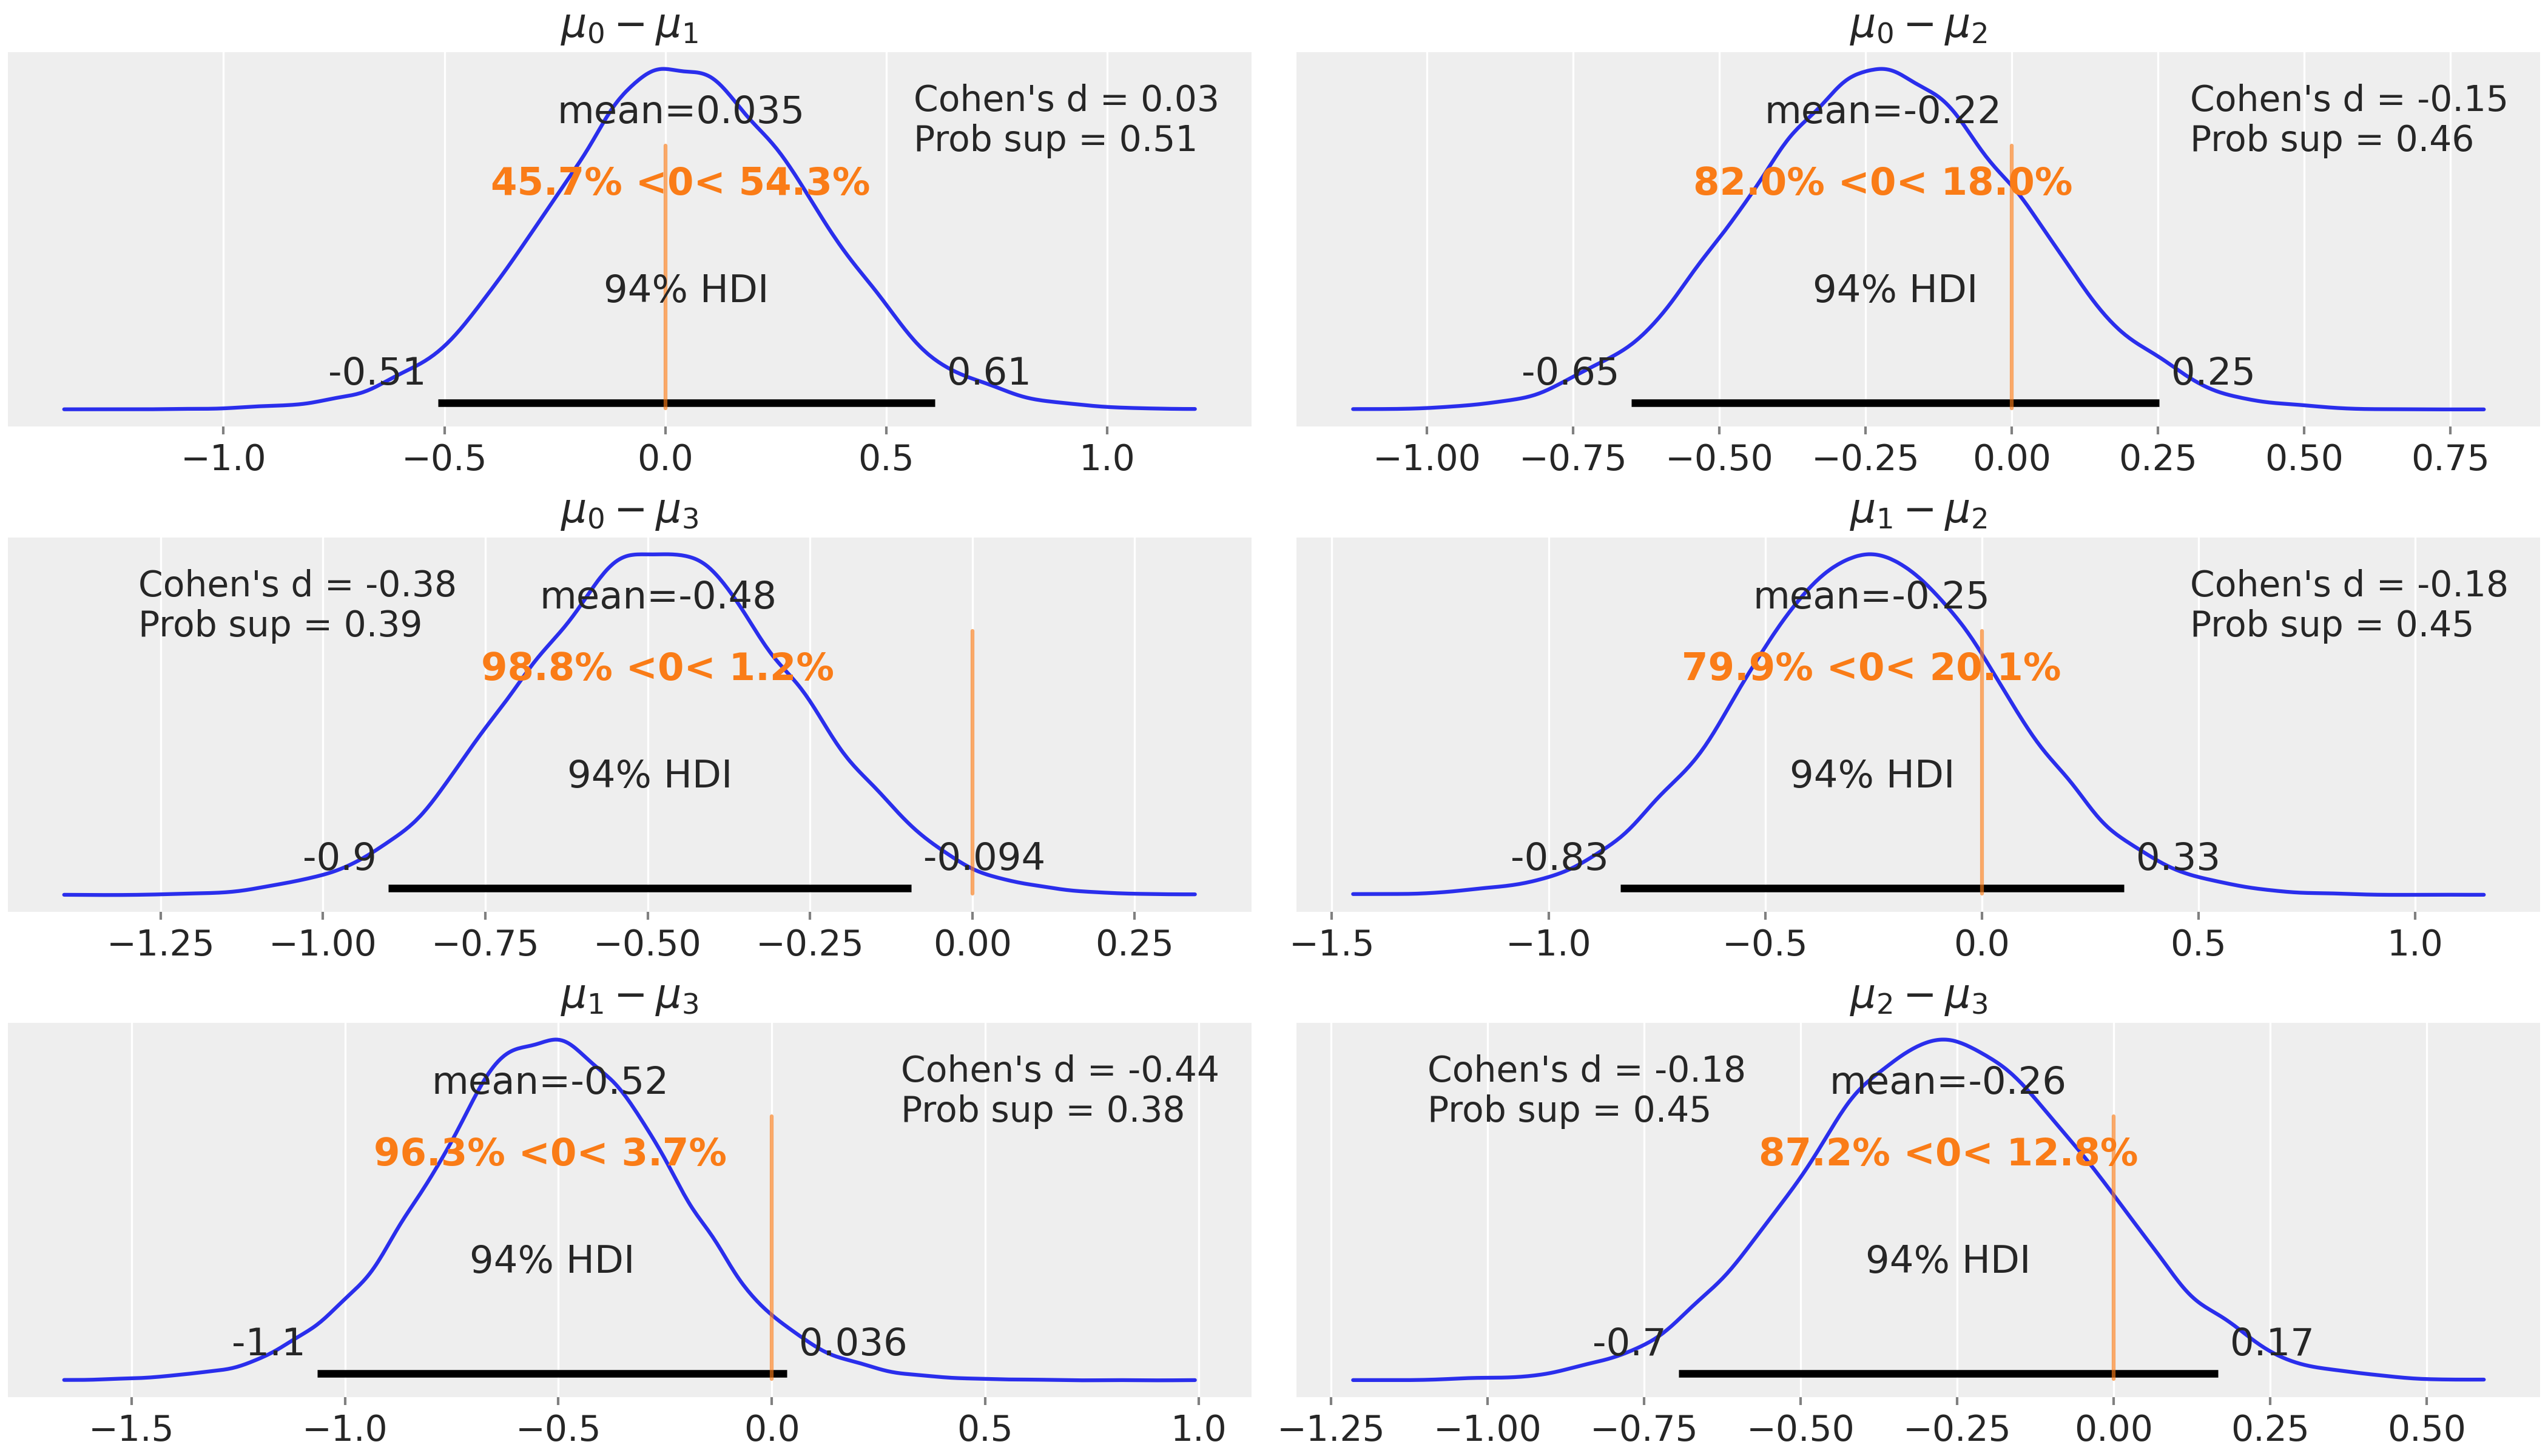 μ₀ − μ₁
mean=0.035
Cohen's d = 0.03
Prob sup = 0.51
45.7% <0< 54.3%
94% HDI
-0.51
0.61
−1.0
−0.5
0.0
0.5
1.0
μ₀ − μ₂
mean=-0.22
Cohen's d = -0.15
Prob sup = 0.46
82.0% <0< 18.0%
94% HDI
-0.65
0.25
−1.00
−0.75
−0.50
−0.25
0.00
0.25
0.50
0.75
μ₀ − μ₃
Cohen's d = -0.38
Prob sup = 0.39
mean=-0.48
98.8% <0< 1.2%
94% HDI
-0.9
-0.094
−1.25
−1.00
−0.75
−0.50
−0.25
0.00
0.25
μ₁ − μ₂
mean=-0.25
Cohen's d = -0.18
Prob sup = 0.45
79.9% <0< 20.1%
94% HDI
-0.83
0.33
−1.5
−1.0
−0.5
0.0
0.5
1.0
μ₁ − μ₃
mean=-0.52
Cohen's d = -0.44
Prob sup = 0.38
96.3% <0< 3.7%
94% HDI
-1.1
0.036
−1.5
−1.0
−0.5
0.0
0.5
1.0
μ₂ − μ₃
Cohen's d = -0.18
Prob sup = 0.45
mean=-0.26
87.2% <0< 12.8%
94% HDI
-0.7
0.17
−1.25
−1.00
−0.75
−0.50
−0.25
0.00
0.25
0.50